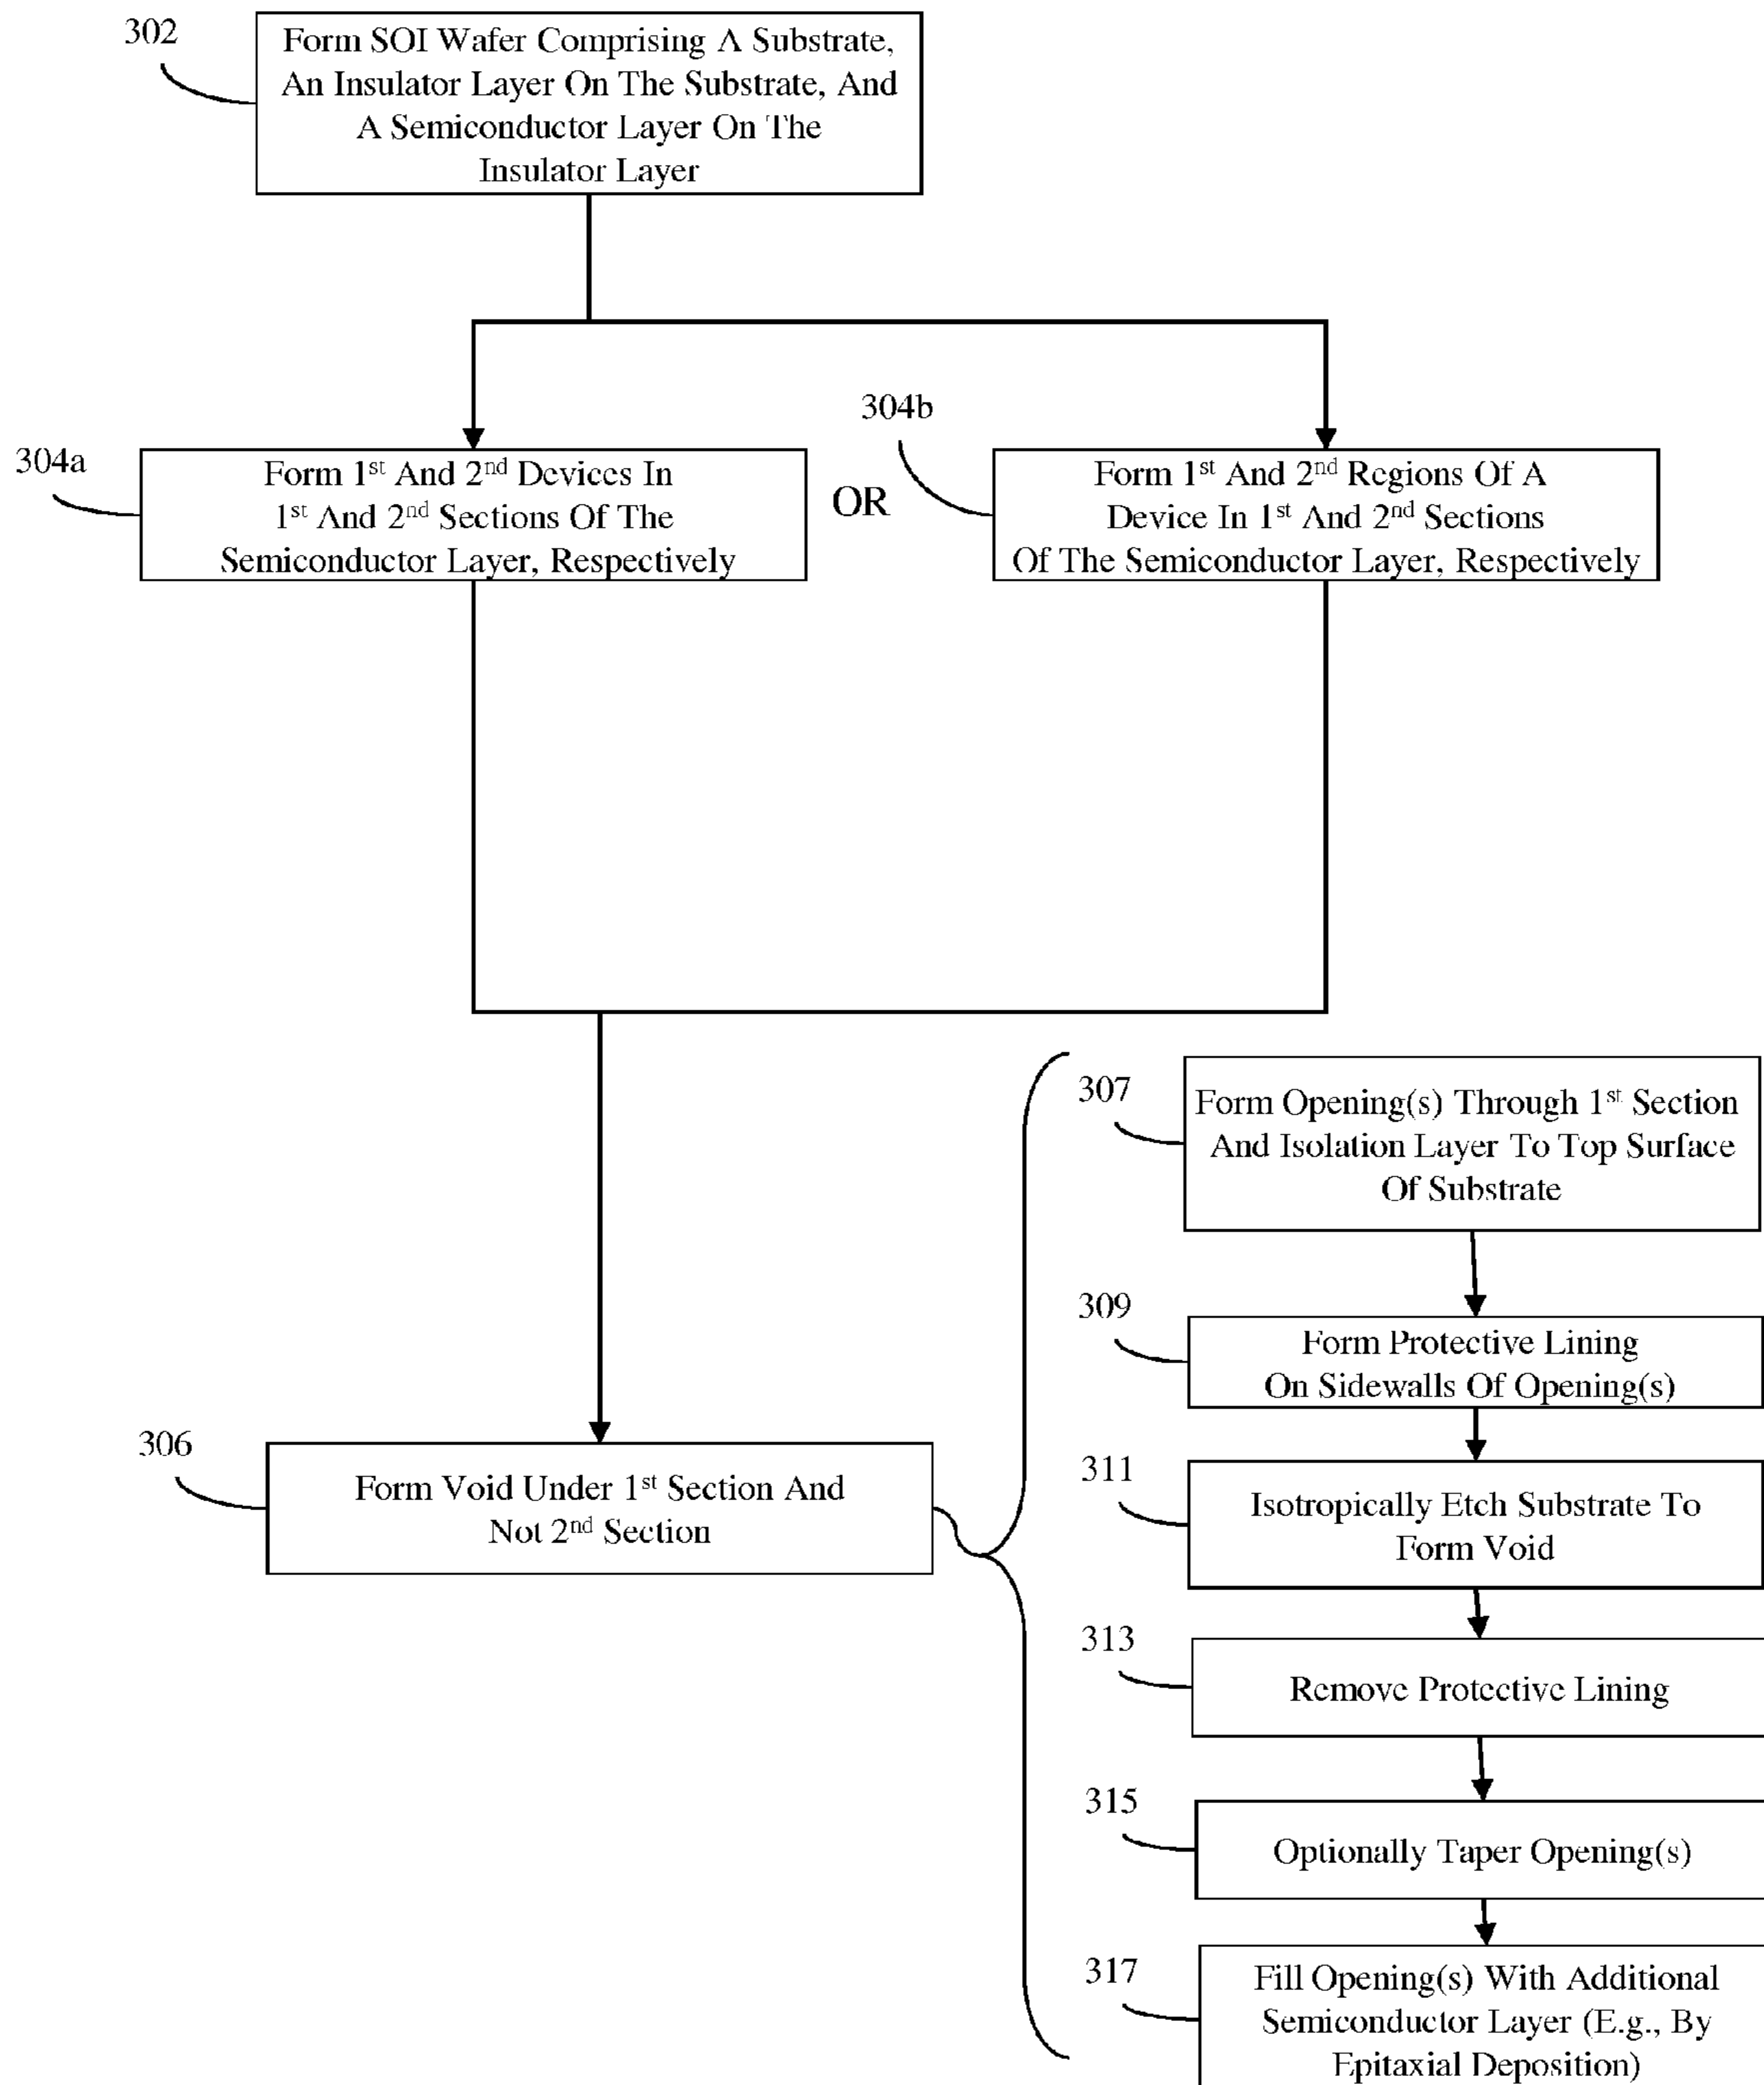 302
Form SOI Wafer Comprising A Substrate,
An Insulator Layer On The Substrate, And
A Semiconductor Layer On The
Insulator Layer
304a
Form 1st And 2nd Devices In
1st And 2nd Sections Of The
Semiconductor Layer, Respectively
OR
304b
Form 1st And 2nd Regions Of A
Device In 1st And 2nd Sections
Of The Semiconductor Layer, Respectively
306
Form Void Under 1st Section And
Not 2nd Section
307
Form Opening(s) Through 1st Section
And Isolation Layer To Top Surface
Of Substrate
309
Form Protective Lining
On Sidewalls Of Opening(s)
311
Isotropically Etch Substrate To
Form Void
313
Remove Protective Lining
315
Optionally Taper Opening(s)
317
Fill Opening(s) With Additional
Semiconductor Layer (E.g., By
Epitaxial Deposition)